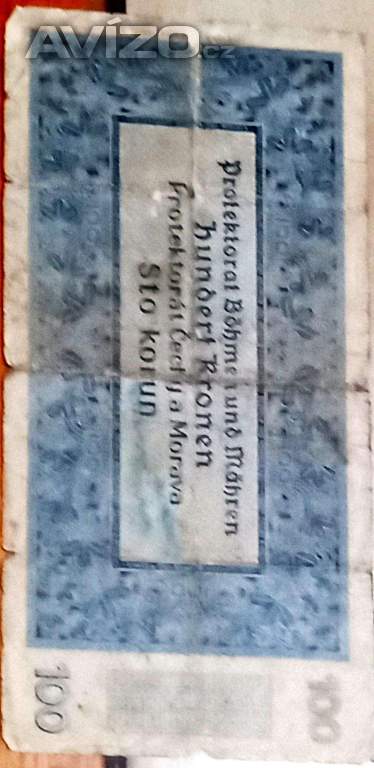 AVÍZO.cz
Protektorat Böhmen und Mähren
hundert Kronen
Protektorát Čechy a Morava
Sto korun
100
100